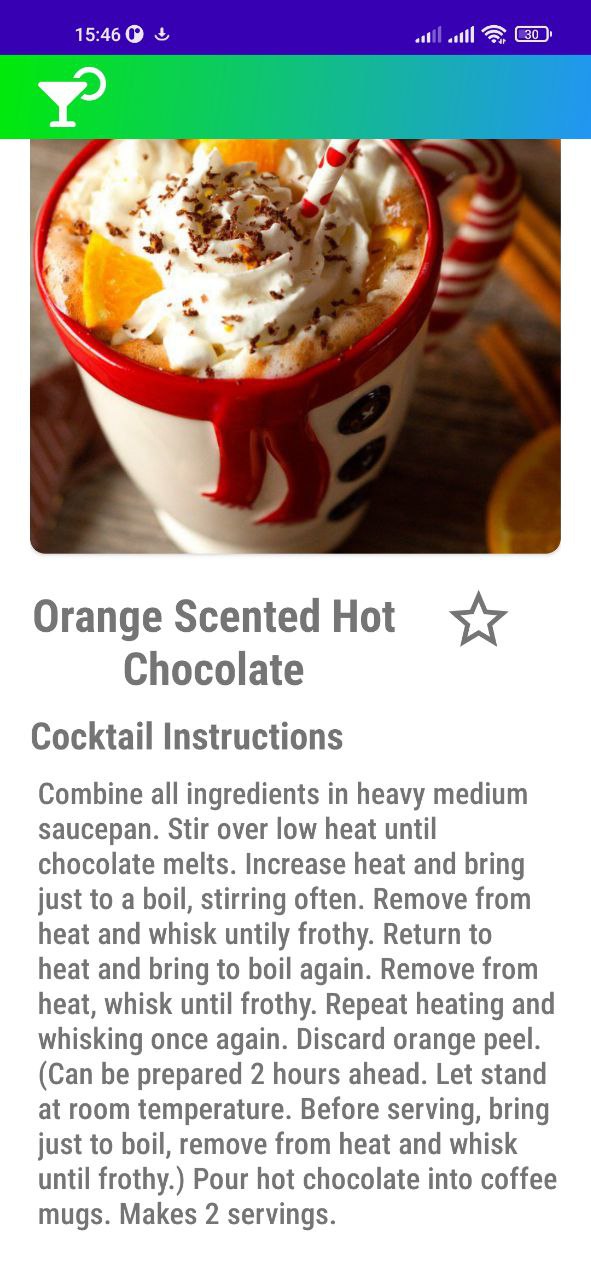 15:46
30
Orange Scented Hot
Chocolate
Cocktail Instructions
Combine all ingredients in heavy medium
saucepan. Stir over low heat until
chocolate melts. Increase heat and bring
just to a boil, stirring often. Remove from
heat and whisk untily frothy. Return to
heat and bring to boil again. Remove from
heat, whisk until frothy. Repeat heating and
whisking once again. Discard orange peel.
(Can be prepared 2 hours ahead. Let stand
at room temperature. Before serving, bring
just to boil, remove from heat and whisk
until frothy.) Pour hot chocolate into coffee
mugs. Makes 2 servings.